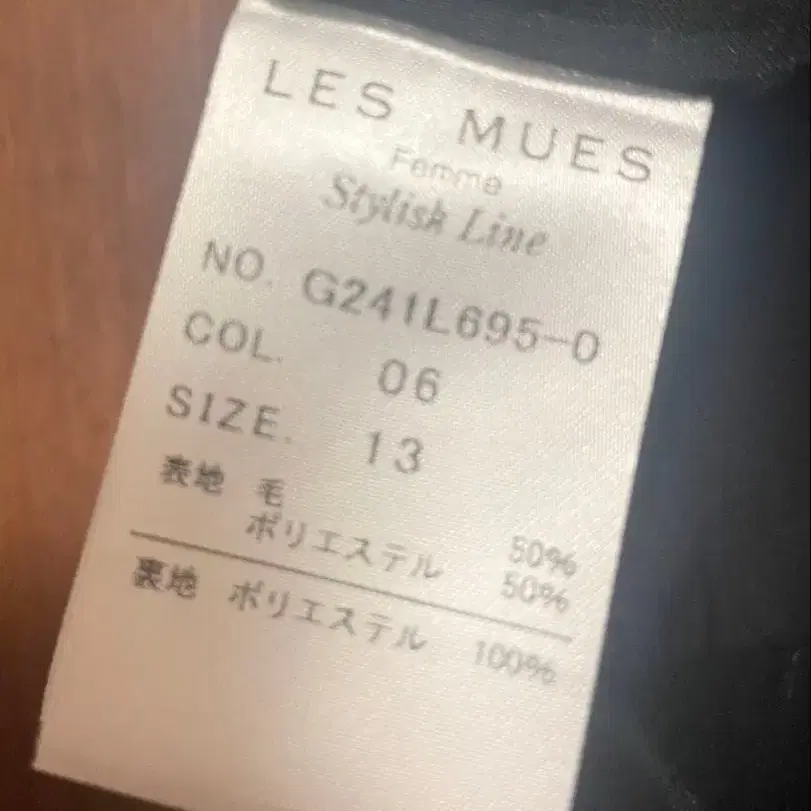 LES MUES
Femme
Stylish Line
NO. G241L695-0
COL. 06
SIZE. 13
表地 毛 50%
ポリエステル 50%
裏地 ポリエステル 100%